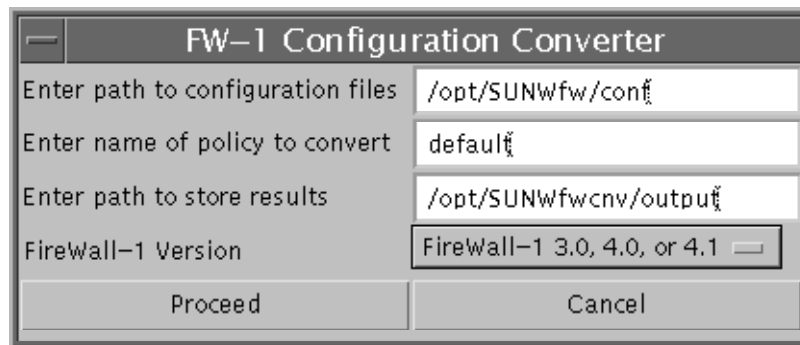 FW-1 Configuration Converter
Enter path to configuration files /opt/SUNWfw/conf
Enter name of policy to convert default
Enter path to store results /opt/SUNWfwcnv/output
FireWall-1 Version FireWall-1 3.0, 4.0, or 4.1
Proceed Cancel